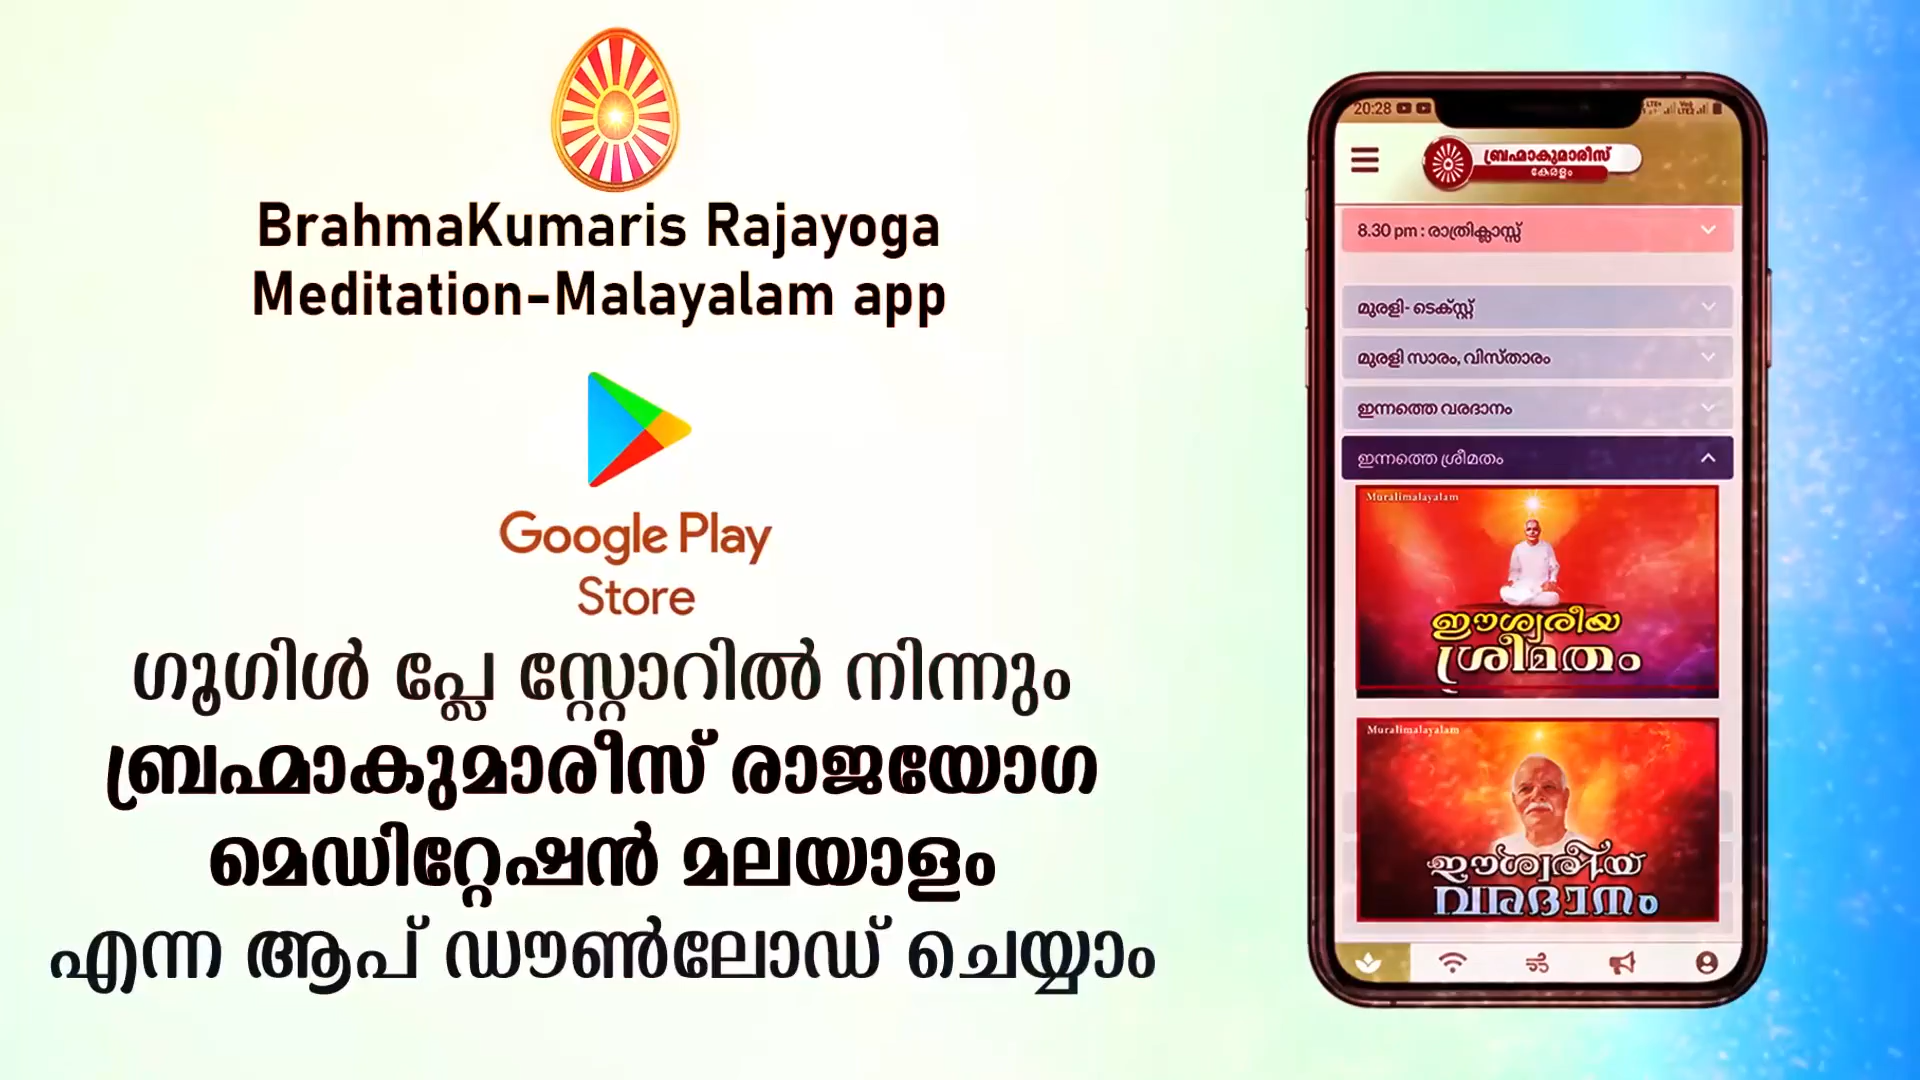 BrahmaKumaris Rajayoga
Meditation-Malayalam app
Google Play
Store
ഗൂഗിൾ പ്ലേ സ്റ്റോറിൽ നിന്നും
ബ്രഹ്മാകുമാരീസ് രാജയോഗ
മെഡിറ്റേഷൻ മലയാളം
എന്ന ആപ് ഡൗൺലോഡ് ചെയ്യാം
20:28
ബ്രഹ്മാകുമാരീസ്
കേരളം
8.30 pm : രാത്രിക്ലാസ്സ്
മുരളി- ടെക്സ്റ്റ്
മുരളി സാരം, വിസ്താരം
ഇന്നത്തെ വരദാനം
ഇന്നത്തെ ശ്രീമതം
Muralimalayalam
ഈശ്വരീയ
ശ്രീമതം
Muralimalayalam
ഈശ്വരീയ
വരദാനം